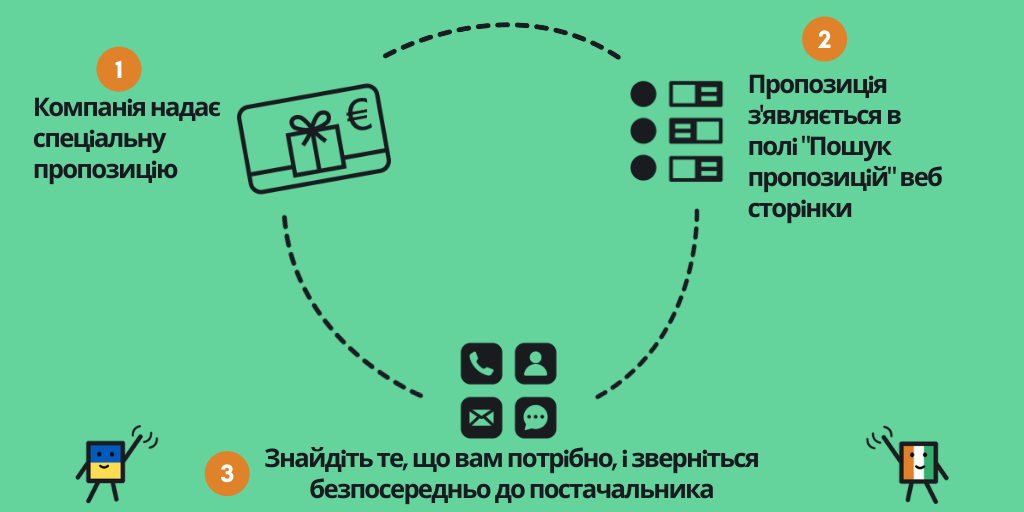 1
Компанія надає
спеціальну
пропозицію
€
2
Пропозиція
з'являється в
полі "Пошук
пропозицій" веб
сторінки
3
Знайдіть те, що вам потрібно, і зверніться
безпосередньо до постачальника